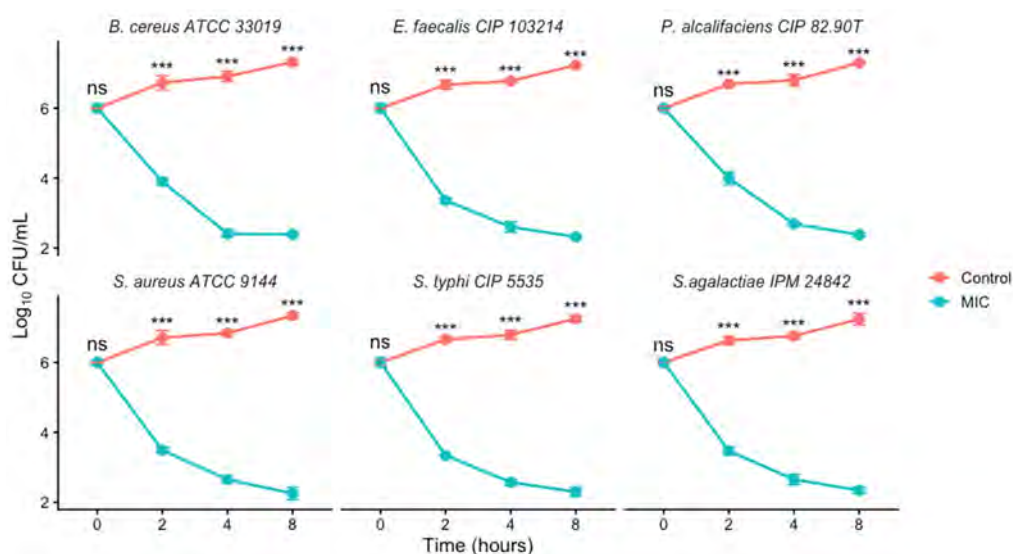 B. cereus ATCC 33019
E. faecalis CIP 103214
P. alcalifaciens CIP 82.90T
ns *** *** ***
ns *** *** ***
ns *** *** ***
6
4
2
S. aureus ATCC 9144
S. typhi CIP 5535
S.agalactiae IPM 24842
ns *** *** ***
ns *** *** ***
ns *** *** ***
6
4
2
0 2 4 8
0 2 4 8
0 2 4 8
Log10 CFU/mL
Time (hours)
Control
MIC